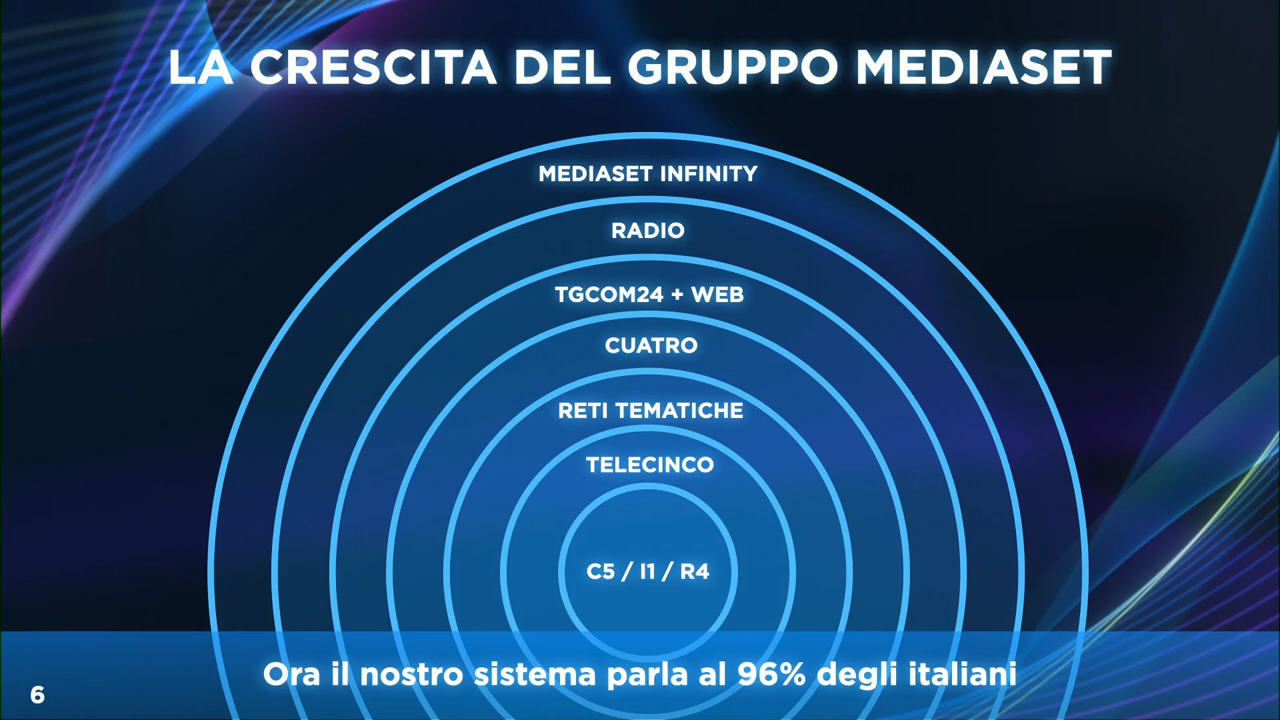 LA CRESCITA DEL GRUPPO MEDIASET
MEDIASET INFINITY
RADIO
TGCOM24 + WEB
CUATRO
RETI TEMATICHE
TELECINCO
C5 / I1 / R4
Ora il nostro sistema parla al 96% degli italiani
6